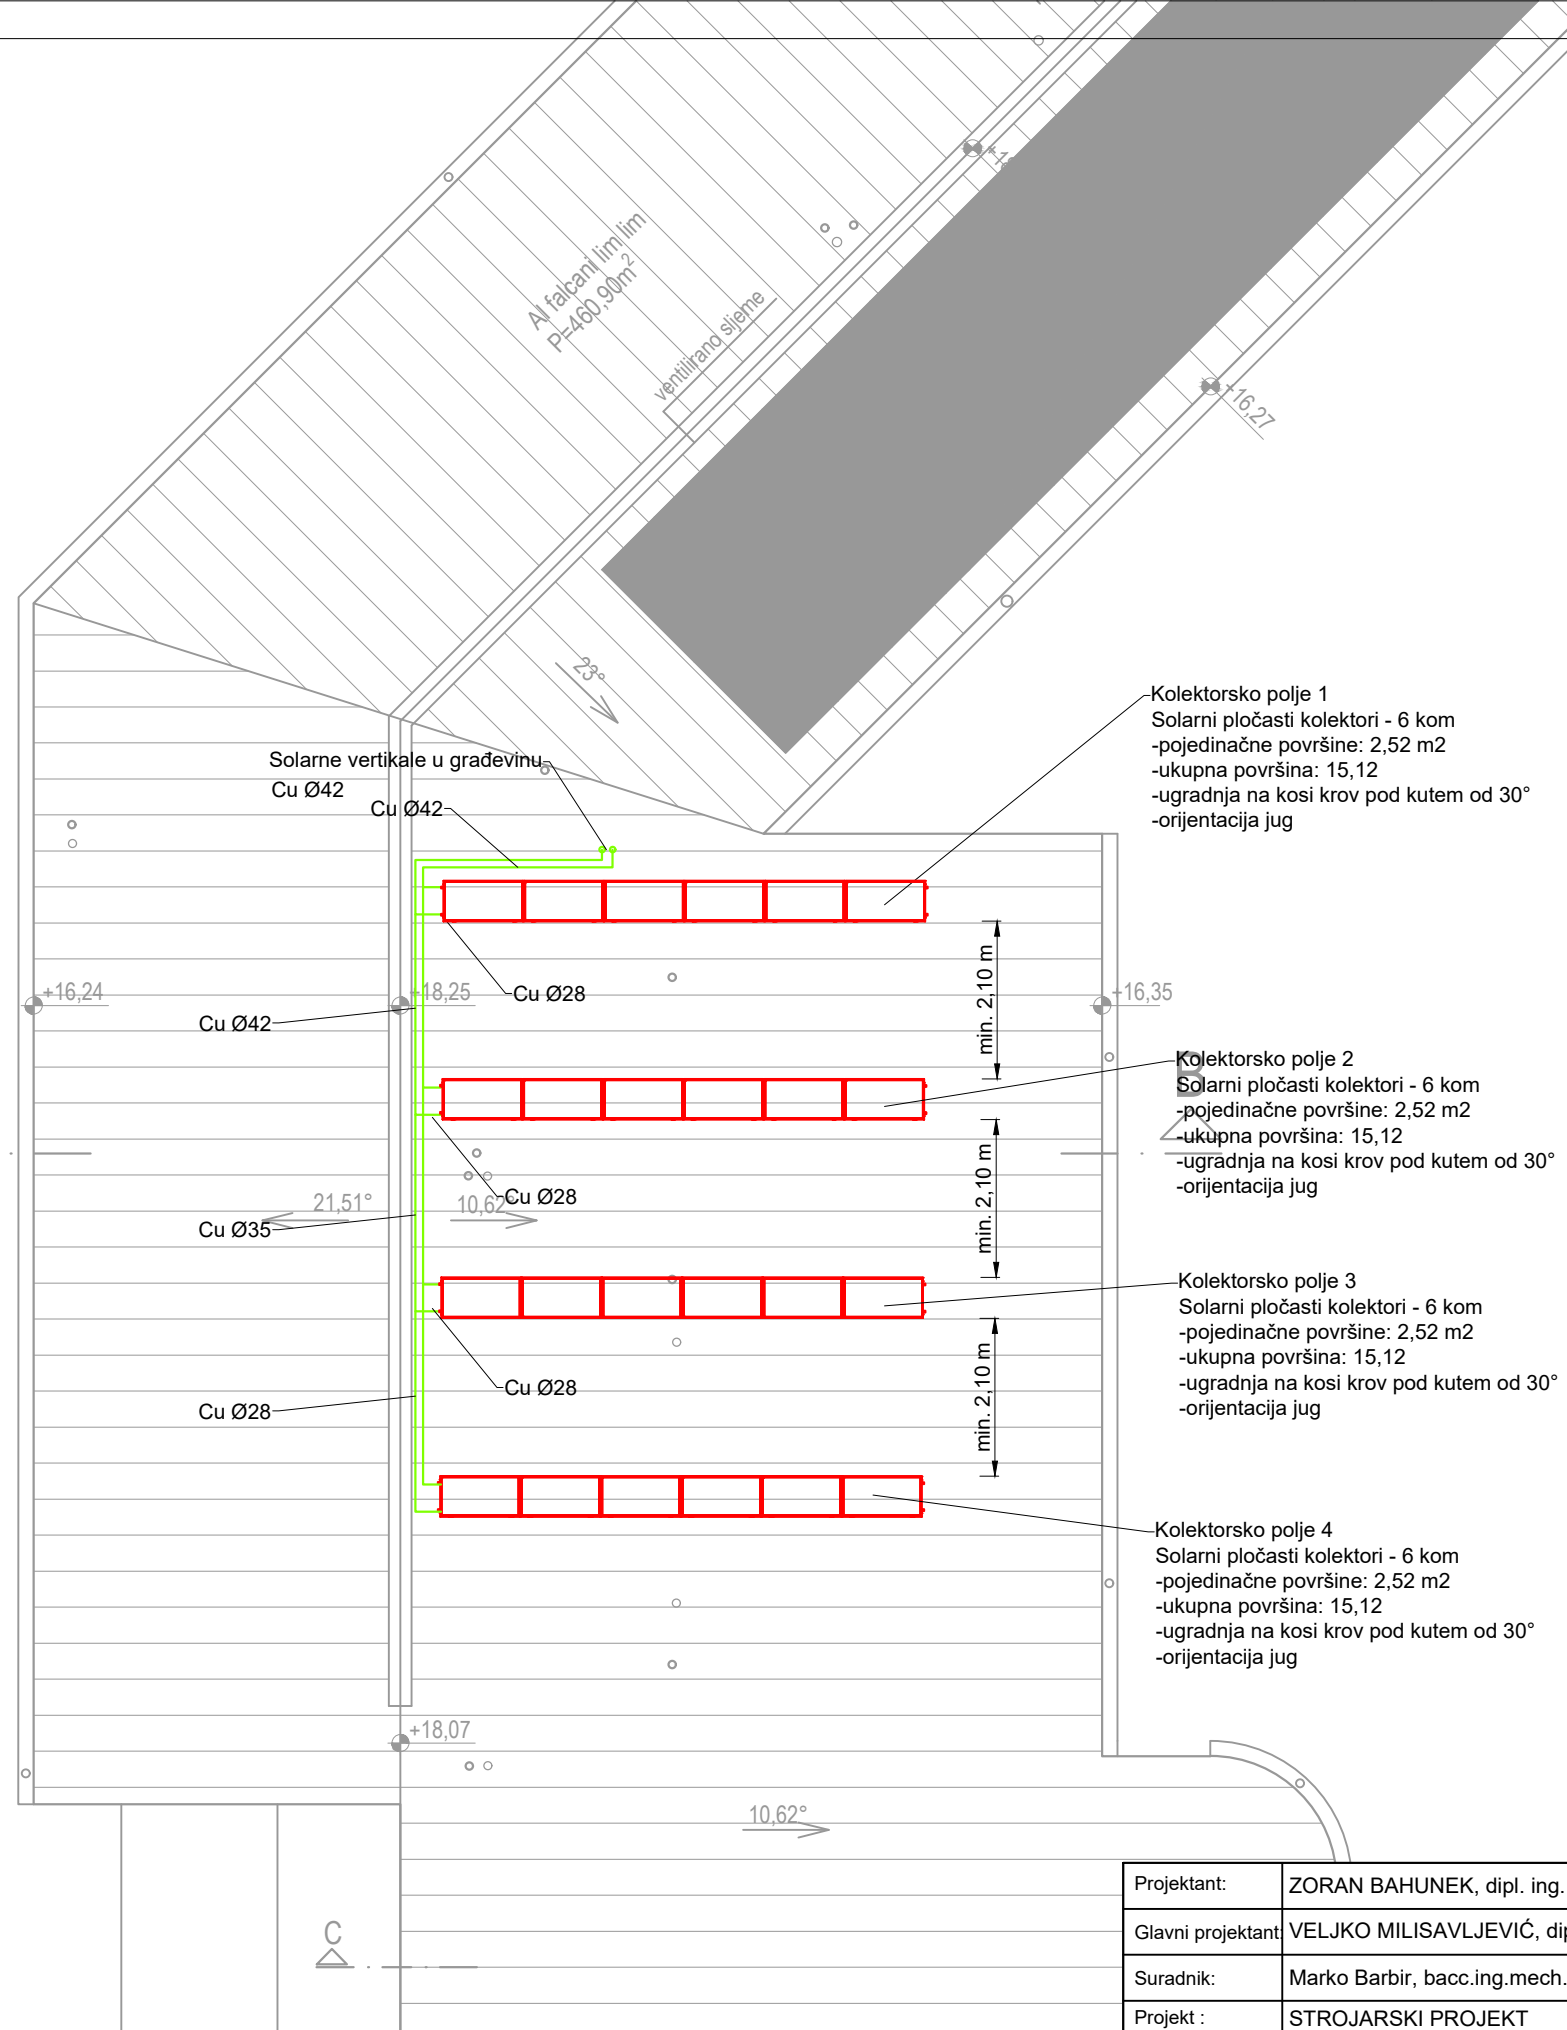 Al falcani lim lim
P=460,90m²
ventilirano sljeme
+16,27
23°
Kolektorsko polje 1
Solarni pločasti kolektori - 6 kom
-pojedinačne površine: 2,52 m2
-ukupna površina: 15,12
-ugradnja na kosi krov pod kutem od 30°
-orijentacija jug
Solarne vertikale u građevinu
Cu Ø42
Cu Ø42
min. 2,10 m
+16,24
+18,25
Cu Ø28
+16,35
Cu Ø42
Kolektorsko polje 2
B
Solarni pločasti kolektori - 6 kom
-pojedinačne površine: 2,52 m2
-ukupna površina: 15,12
-ugradnja na kosi krov pod kutem od 30°
-orijentacija jug
min. 2,10 m
21,51°
10,62°
Cu Ø28
Cu Ø35
Kolektorsko polje 3
Solarni pločasti kolektori - 6 kom
-pojedinačne površine: 2,52 m2
-ukupna površina: 15,12
-ugradnja na kosi krov pod kutem od 30°
-orijentacija jug
min. 2,10 m
Cu Ø28
Cu Ø28
Kolektorsko polje 4
Solarni pločasti kolektori - 6 kom
-pojedinačne površine: 2,52 m2
-ukupna površina: 15,12
-ugradnja na kosi krov pod kutem od 30°
-orijentacija jug
+18,07
10,62°
C
Projektant: ZORAN BAHUNEK, dipl. ing.
Glavni projektant: VELJKO MILISAVLJEVIĆ, dip
Suradnik: Marko Barbir, bacc.ing.mech.
Projekt : STROJARSKI PROJEKT